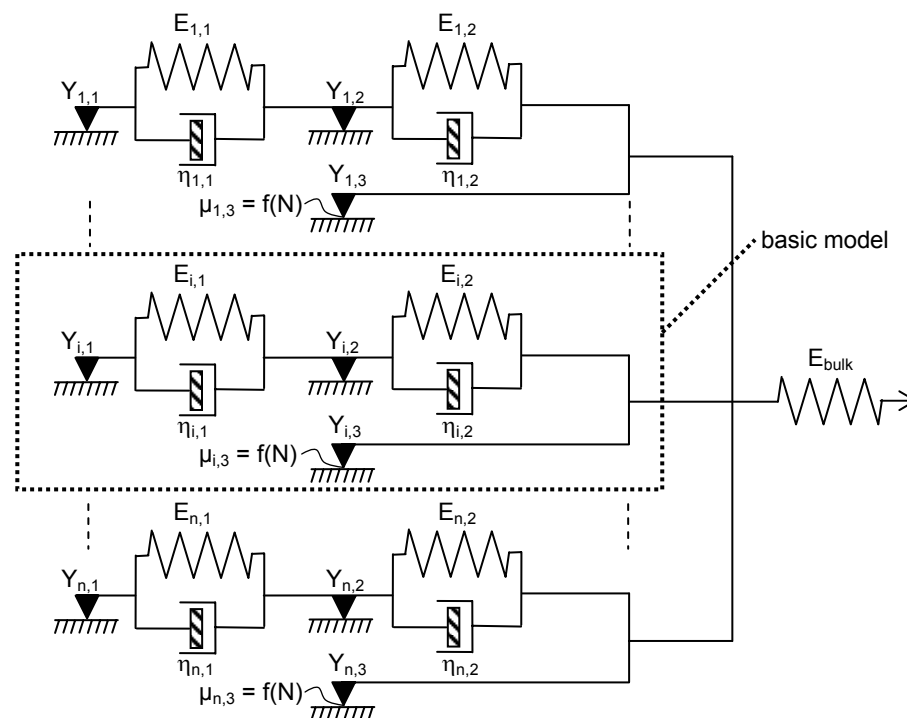 E1,1 E1,2
Y1,1 Y1,2
η1,1 Y1,3 η1,2
μ1,3 = f(N)
basic model
Ei,1 Ei,2
Yi,1 Yi,2
Ebulk
ηi,1 Yi,3 ηi,2
μi,3 = f(N)
En,1 En,2
Yn,1 Yn,2
ηn,1 Yn,3 ηn,2
μn,3 = f(N)